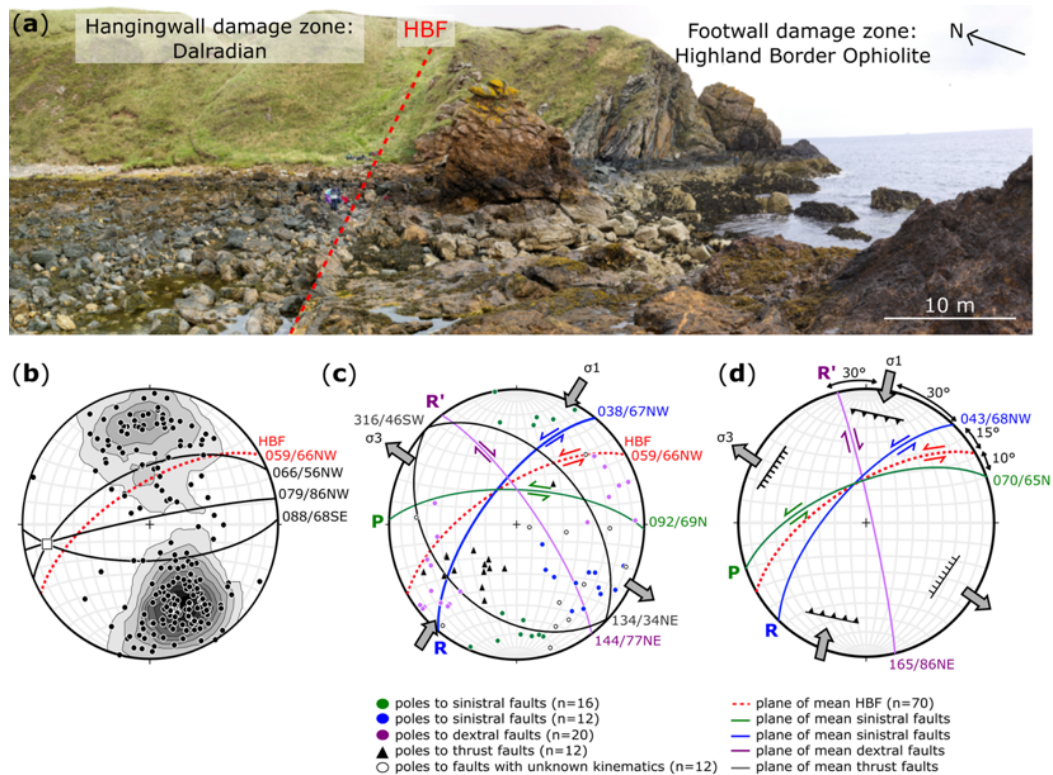 (a)
Hangingwall damage zone:
Dalradian
HBF
Footwall damage zone:
Highland Border Ophiolite
N
10 m
(b)
HBF
059/66NW
066/56NW
079/86NW
088/68SE
(c)
σ1
R'
316/46SW
038/67NW
σ3
HBF
059/66NW
P
092/69N
134/34NE
R
144/77NE
(d)
σ1
R'
30°
30°
043/68NW
σ3
15°
10°
070/65N
P
R
165/86NE
poles to sinistral faults (n=16)
poles to sinistral faults (n=12)
poles to dextral faults (n=20)
poles to thrust faults (n=12)
poles to faults with unknown kinematics (n=12)
plane of mean HBF (n=70)
plane of mean sinistral faults
plane of mean sinistral faults
plane of mean dextral faults
plane of mean thrust faults